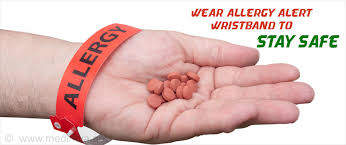 WEAR ALLERGY ALERT
WRISTBAND TO
STAY SAFE
ALLERGY